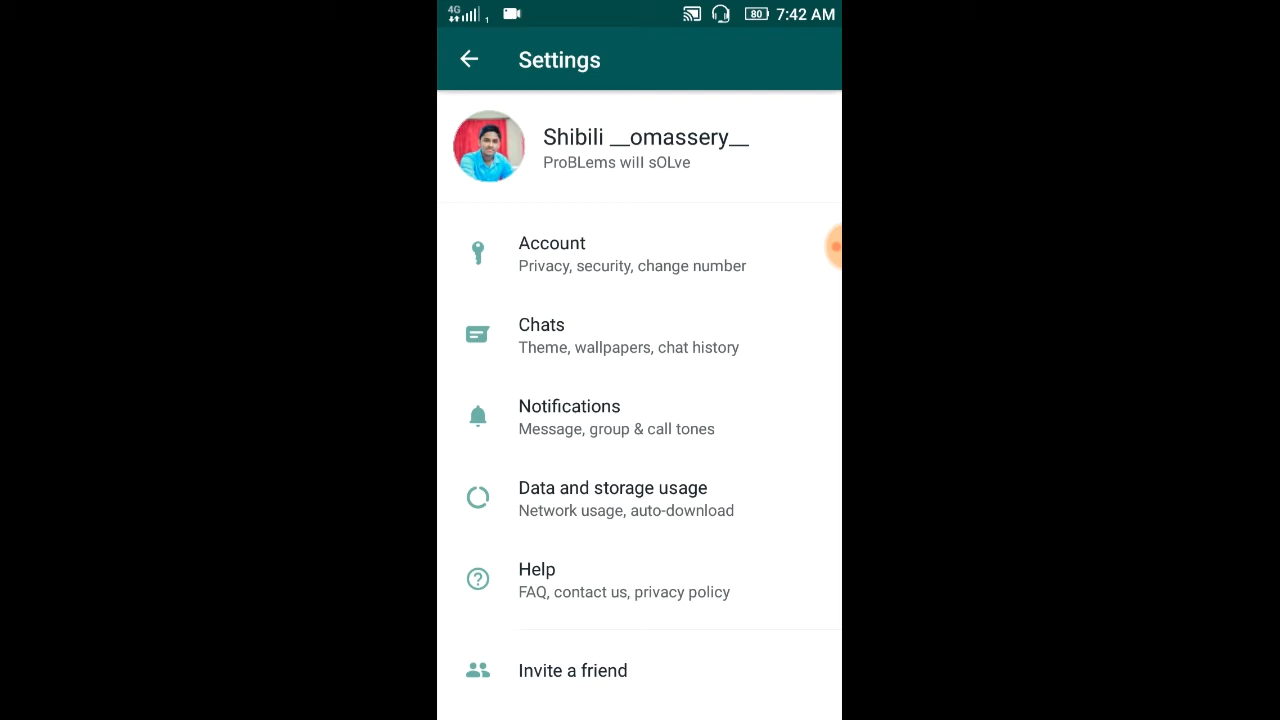 4G 1 80 7:42 AM
Settings
Shibili __omassery__
ProBLems will sOLve
Account
Privacy, security, change number
Chats
Theme, wallpapers, chat history
Notifications
Message, group & call tones
Data and storage usage
Network usage, auto-download
Help
FAQ, contact us, privacy policy
Invite a friend